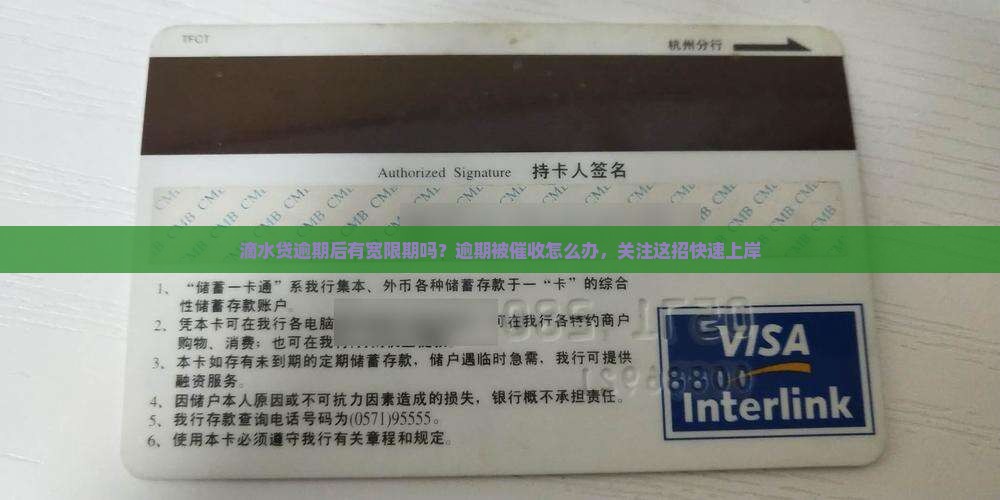 TFCT
杭州分行
Authorized Signature 持卡人签名
滴水贷逾期后有宽限期吗？逾期被催收怎么办，关注这招快速上岸
1、“储蓄一卡通”系我行集本、外币各种储蓄存款于一“卡”的综合
性储蓄存款账户
2、凭本卡可在我行各电脑 可在我行各特约商户
购物、消费；也可在我
3、本卡如存有未到期的定期储蓄存款，储户遇临时急需，我行可提供
融资服务。
4、因储户本人原因或不可抗力因素造成的损失，银行概不承担责任。
5、我行存款查询电话号码为(0571)95555。
6、使用本卡必须遵守我行有关章程和规定。
VISA
Interlink